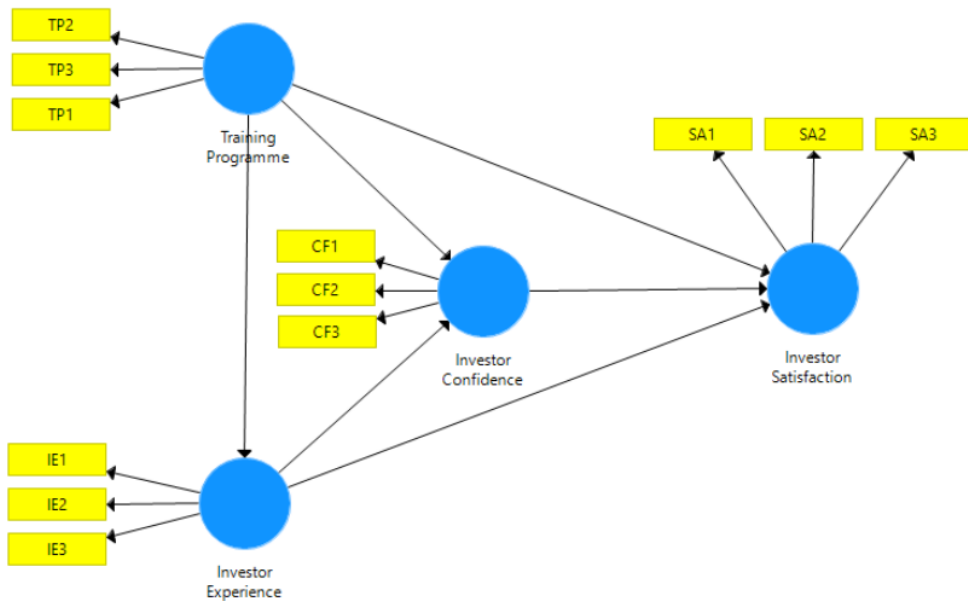 TP2
TP3
TP1
Training
Programme
SA1
SA2
SA3
CF1
CF2
CF3
Investor
Confidence
Investor
Satisfaction
IE1
IE2
IE3
Investor
Experience